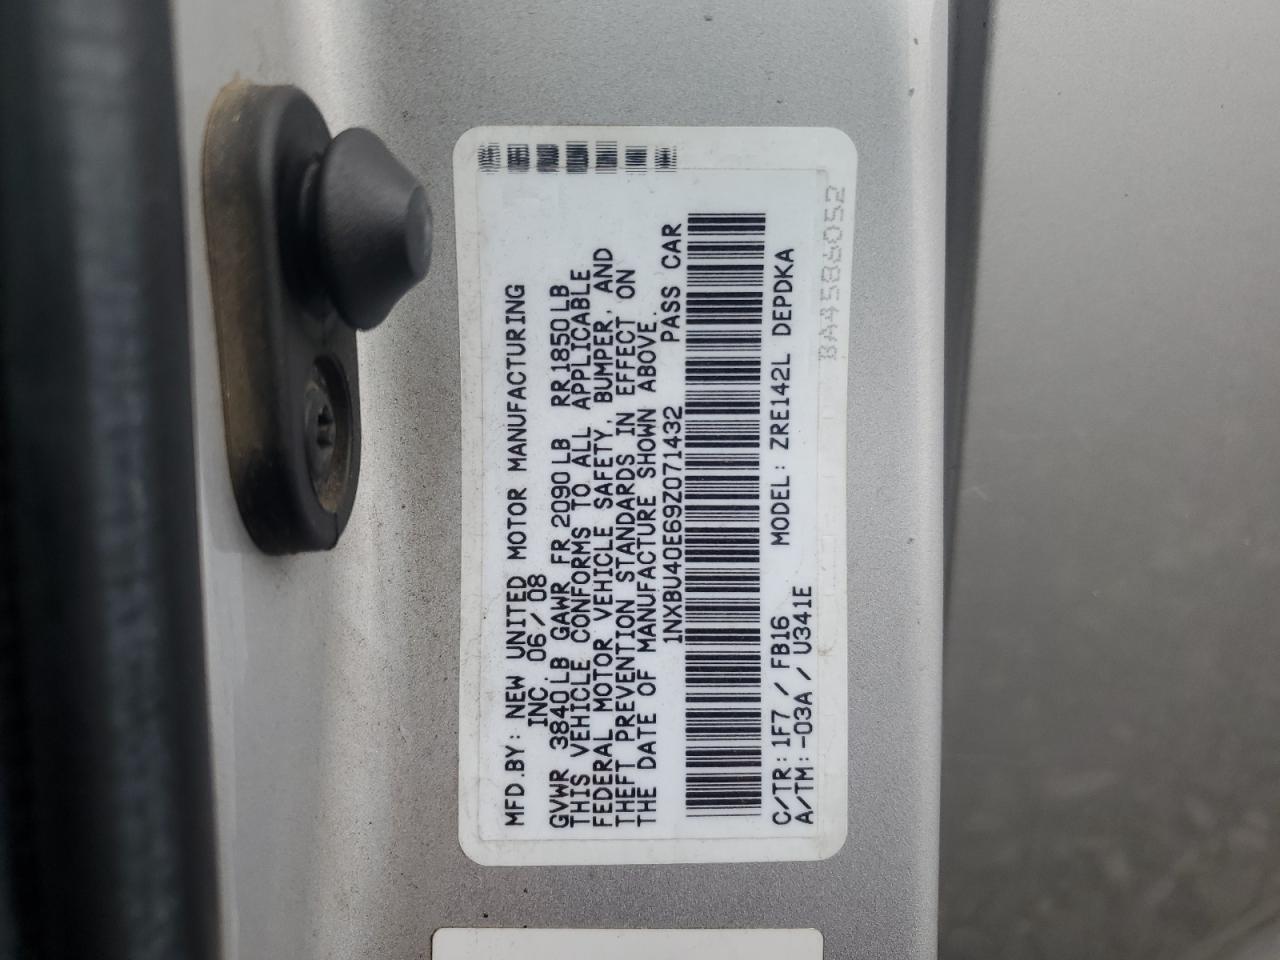 MFD.BY: NEW UNITED MOTOR MANUFACTURING
INC. 06/08
GVWR 3840LB GAWR FR 2090LB RR1850LB
THIS VEHICLE CONFORMS TO ALL APPLICABLE
FEDERAL MOTOR VEHICLE SAFETY, BUMPER, AND
THEFT PREVENTION STANDARDS IN EFFECT ON
THE DATE OF MANUFACTURE SHOWN ABOVE.
1NXBU40E69Z071432 PASS CAR
C/TR: 1F7 / FB16 MODEL: ZRE142L DEPDKA
A/TM:-03A / U341E
BA4586052